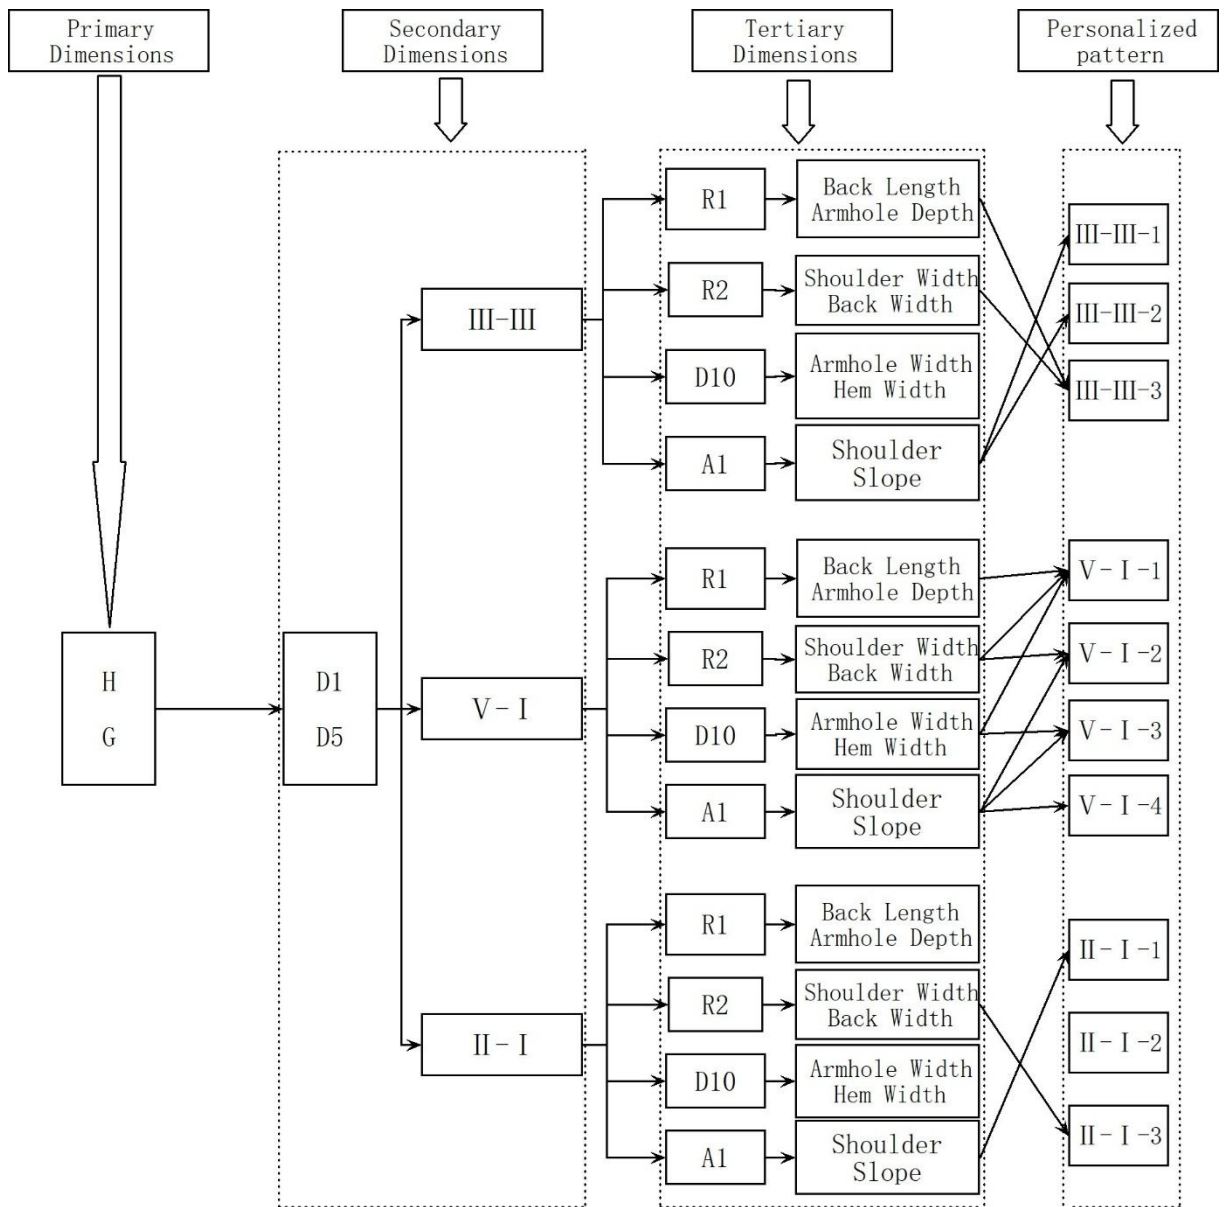 Primary
Dimensions
Secondary
Dimensions
Tertiary
Dimensions
Personalized
pattern
H
G
D1
D5
Ⅲ-Ⅲ
R1
Back Length
Armhole Depth
R2
Shoulder Width
Back Width
D10
Armhole Width
Hem Width
A1
Shoulder
Slope
Ⅲ-Ⅲ-1
Ⅲ-Ⅲ-2
Ⅲ-Ⅲ-3
Ⅴ-Ⅰ
R1
Back Length
Armhole Depth
R2
Shoulder Width
Back Width
D10
Armhole Width
Hem Width
A1
Shoulder
Slope
Ⅴ-Ⅰ-1
Ⅴ-Ⅰ-2
Ⅴ-Ⅰ-3
Ⅴ-Ⅰ-4
Ⅱ-Ⅰ
R1
Back Length
Armhole Depth
R2
Shoulder Width
Back Width
D10
Armhole Width
Hem Width
A1
Shoulder
Slope
Ⅱ-Ⅰ-1
Ⅱ-Ⅰ-2
Ⅱ-Ⅰ-3